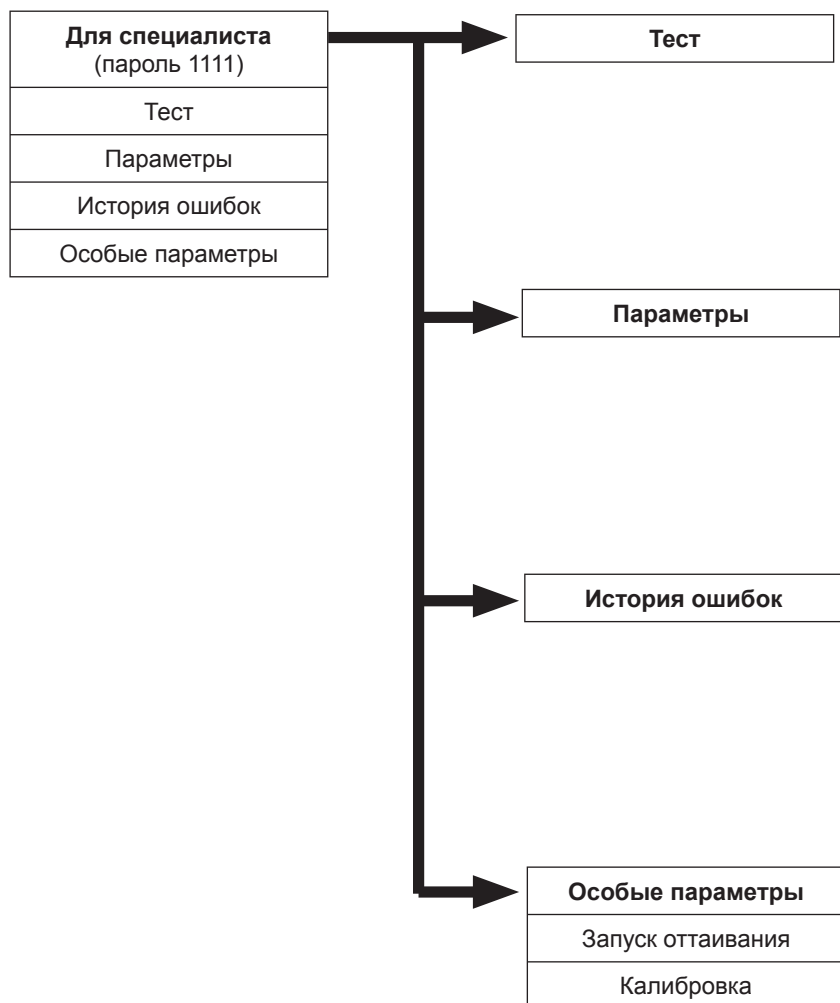 Для специалиста
(пароль 1111)
Тест
Параметры
История ошибок
Особые параметры
Тест
Параметры
История ошибок
Особые параметры
Запуск оттаивания
Калибровка